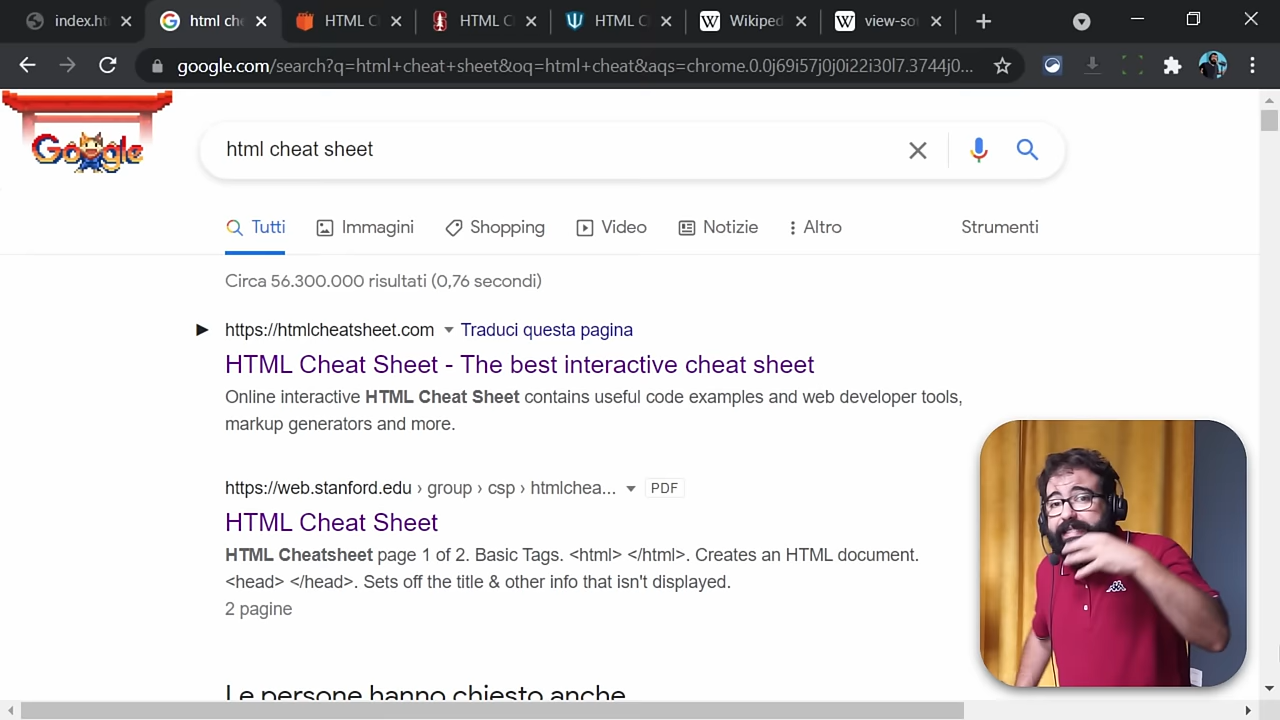 index.h
html che
HTML C
HTML C
HTML C
Wikiped
view-so
google.com/search?q=html+cheat+sheet&oq=html+cheat&aqs=chrome.0.0j69i57j0j0i22i30l7.3744j0...
Google
html cheat sheet
Tutti
Immagini
Shopping
Video
Notizie
Altro
Strumenti
Circa 56.300.000 risultati (0,76 secondi)
https://htmlcheatsheet.com Traduci questa pagina
HTML Cheat Sheet - The best interactive cheat sheet
Online interactive HTML Cheat Sheet contains useful code examples and web developer tools,
markup generators and more.
https://web.stanford.edu › group › csp › htmlchea... PDF
HTML Cheat Sheet
HTML Cheatsheet page 1 of 2. Basic Tags. <html> </html>. Creates an HTML document.
<head> </head>. Sets off the title & other info that isn't displayed.
2 pagine
Le persone hanno chiesto anche